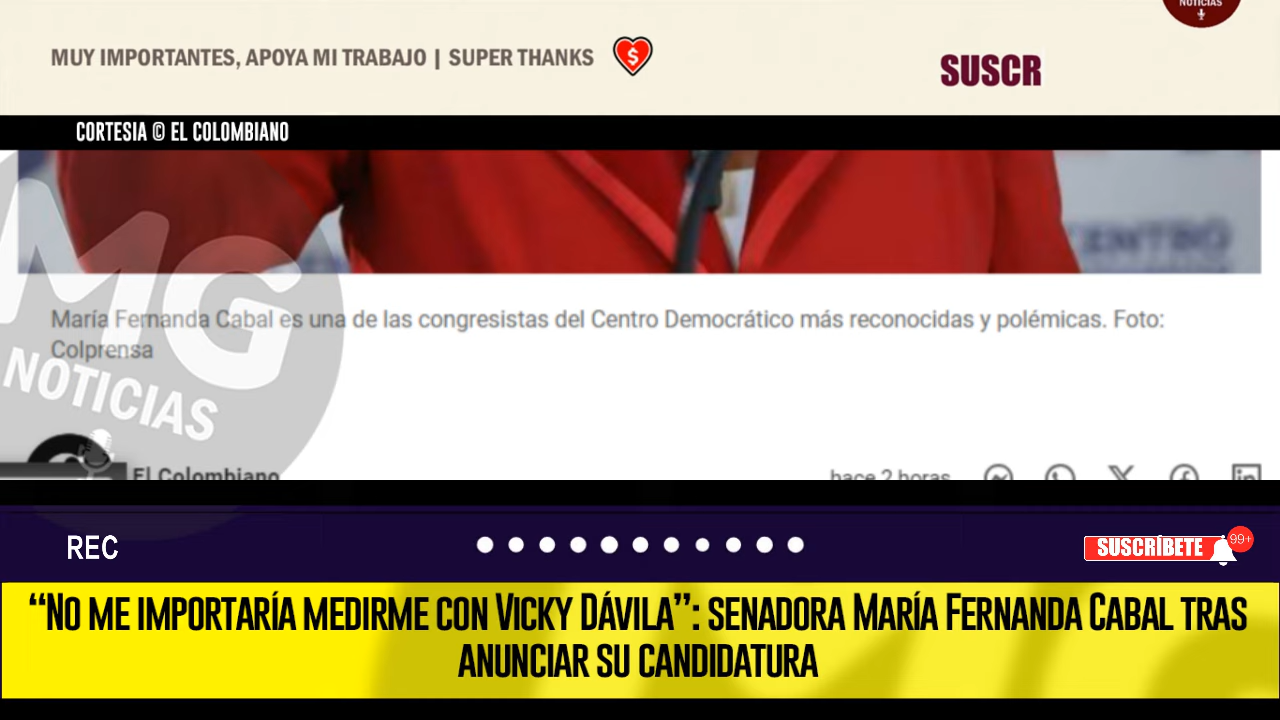 NOTICIAS
MUY IMPORTANTES, APOYA MI TRABAJO | SUPER THANKS
$
SUSCR
CORTESIA © EL COLOMBIANO
CENTRO
María Fernanda Cabal es una de las congresistas del Centro Democrático más reconocidas y polémicas. Foto:
Colprensa
MG
NOTICIAS
El Colombiano
hace 2 horas
REC
SUSCRÍBETE
99+
“No me importaría medirme con Vicky Dávila”: senadora María Fernanda Cabal tras
anunciar su candidatura